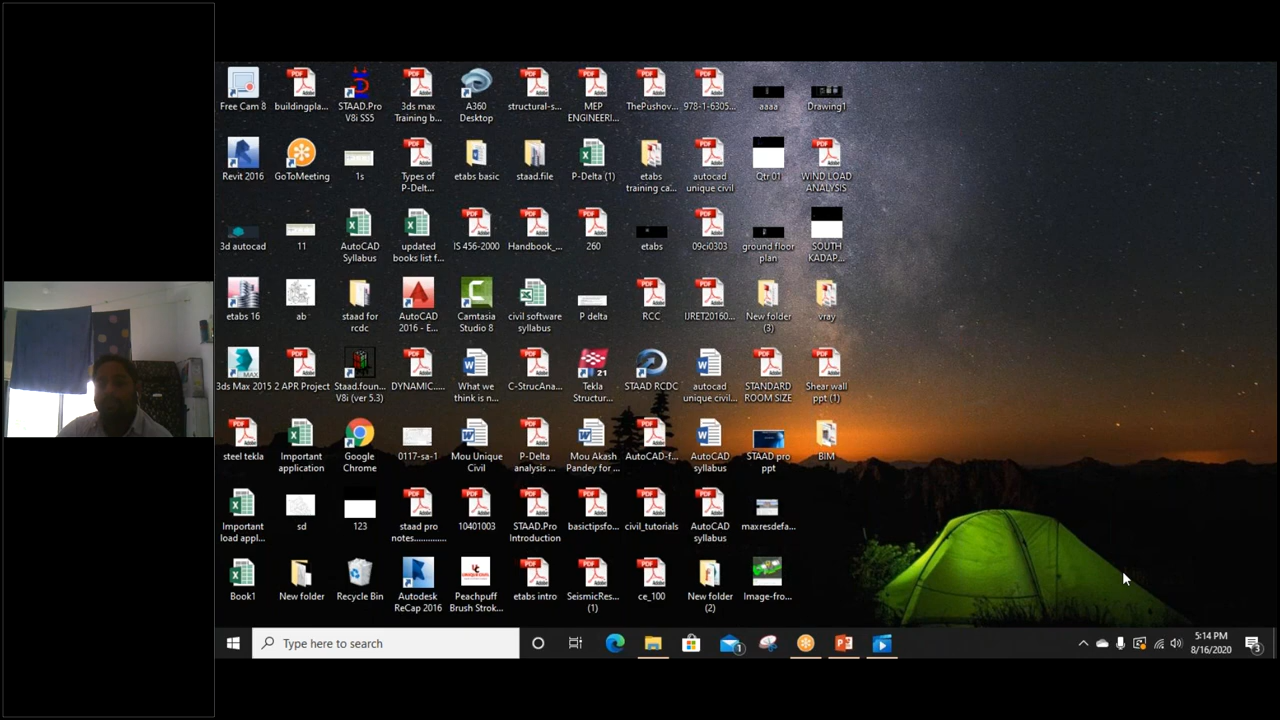 Free Cam 8
buildingpla...
STAAD.Pro
V8i SS5
3ds max
Training b...
A360
Desktop
structural-s...
MEP
ENGINEERI...
ThePushov...
978-1-6305...
aaaa
Drawing1
Revit 2016
GoToMeeting
1s
Types of
P-Delt...
etabs basic
staad.file
P-Delta (1)
etabs
training ca...
autocad
unique civil
Qtr 01
WIND LOAD
ANALYSIS
3d autocad
11
AutoCAD
Syllabus
updated
books list f...
IS 456-2000
Handbook_...
260
etabs
09ci0303
ground floor
plan
SOUTH
KADAP...
etabs 16
ab
staad for
rcdc
AutoCAD
2016 - E...
Camtasia
Studio 8
civil software
syllabus
P delta
RCC
IJRET20160...
New folder
(3)
vray
3ds Max 2015
2 APR Project
Staad.foun...
V8i (ver 5.3)
DYNAMIC....
What we
think is n...
C-StrucAna...
Tekla
Structur...
STAAD RCDC
autocad
unique civil...
STANDARD
ROOM SIZE
Shear wall
ppt (1)
steel tekla
Important
application
Google
Chrome
0117-sa-1
Mou Unique
Civil
P-Delta
analysis ...
Mou Akash
Pandey for ...
AutoCAD-f...
AutoCAD
syllabus
STAAD pro
ppt
BIM
Important
load appl...
sd
123
staad pro
notes..............
10401003
STAAD.Pro
Introduction
basictipsfo...
civil_tutorials
AutoCAD
syllabus
maxresdefa...
Book1
New folder
Recycle Bin
Autodesk
ReCap 2016
Peachpuff
Brush Strok...
etabs intro
SeismicRes...
(1)
ce_100
New folder
(2)
Image-fro...
Type here to search
5:14 PM
8/16/2020